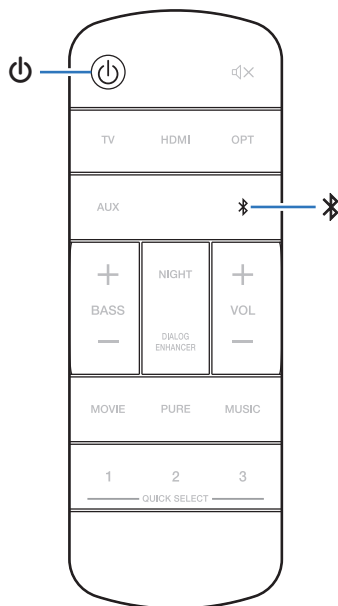 TV HDMI OPT
AUX
+ NIGHT +
BASS VOL
— DIALOG ENHANCER —
MOVIE PURE MUSIC
1 2 3
QUICK SELECT